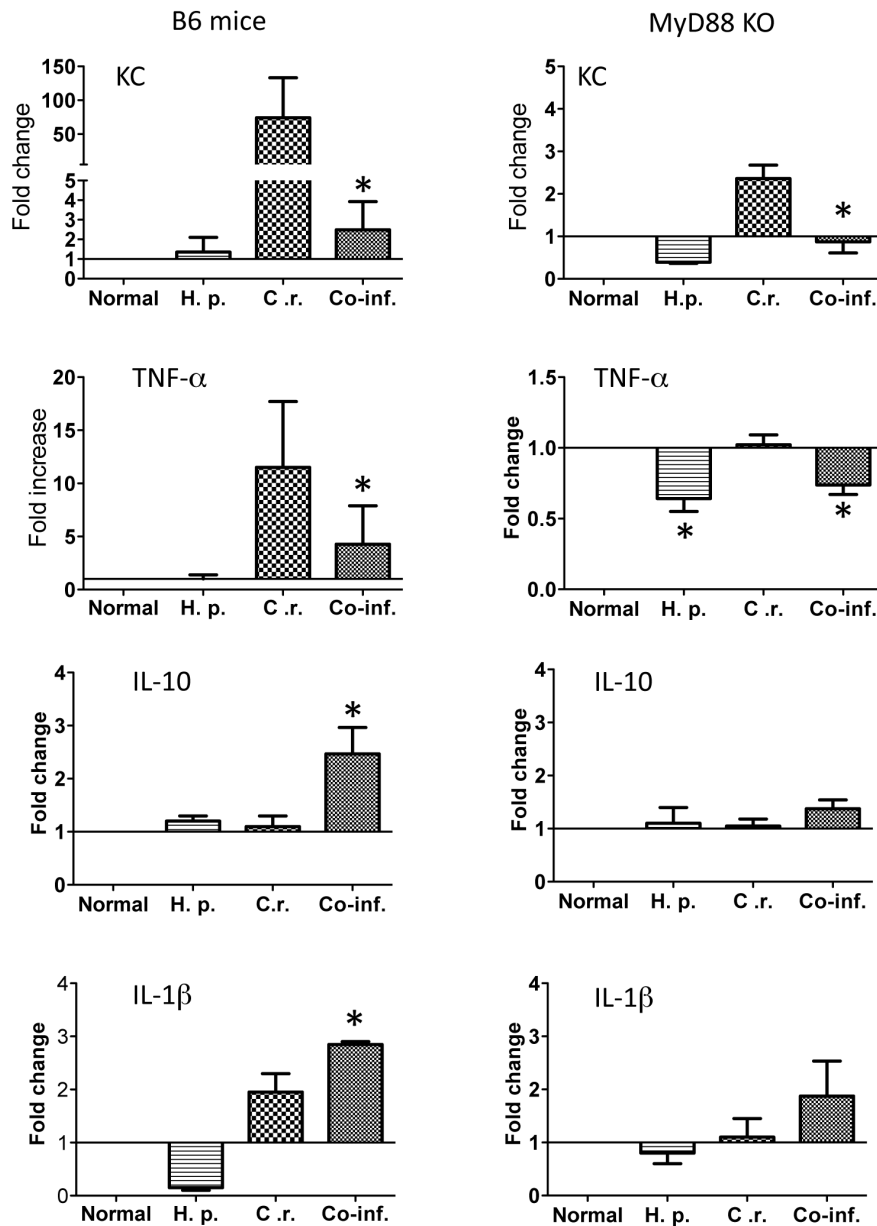 B6 mice
MyD88 KO
KC
Fold change
150
100
50
5
4
3
2
1
0
Normal H. p. C .r. Co-inf.
*
KC
Fold change
5
4
3
2
1
0
Normal H.p. C.r. Co-inf.
*
TNF-α
Fold increase
20
15
10
5
0
Normal H. p. C .r. Co-inf.
*
TNF-α
Fold change
1.5
1.0
0.5
0.0
Normal H. p. C .r. Co-inf.
*
*
IL-10
Fold change
4
3
2
1
0
Normal H. p. C.r. Co-inf.
*
IL-10
Fold change
4
3
2
1
0
Normal H. p. C .r. Co-inf.
IL-1β
Fold change
4
3
2
1
0
Normal H. p. C .r. Co-inf.
*
IL-1β
Fold change
4
3
2
1
0
Normal H. p. C .r. Co-inf.